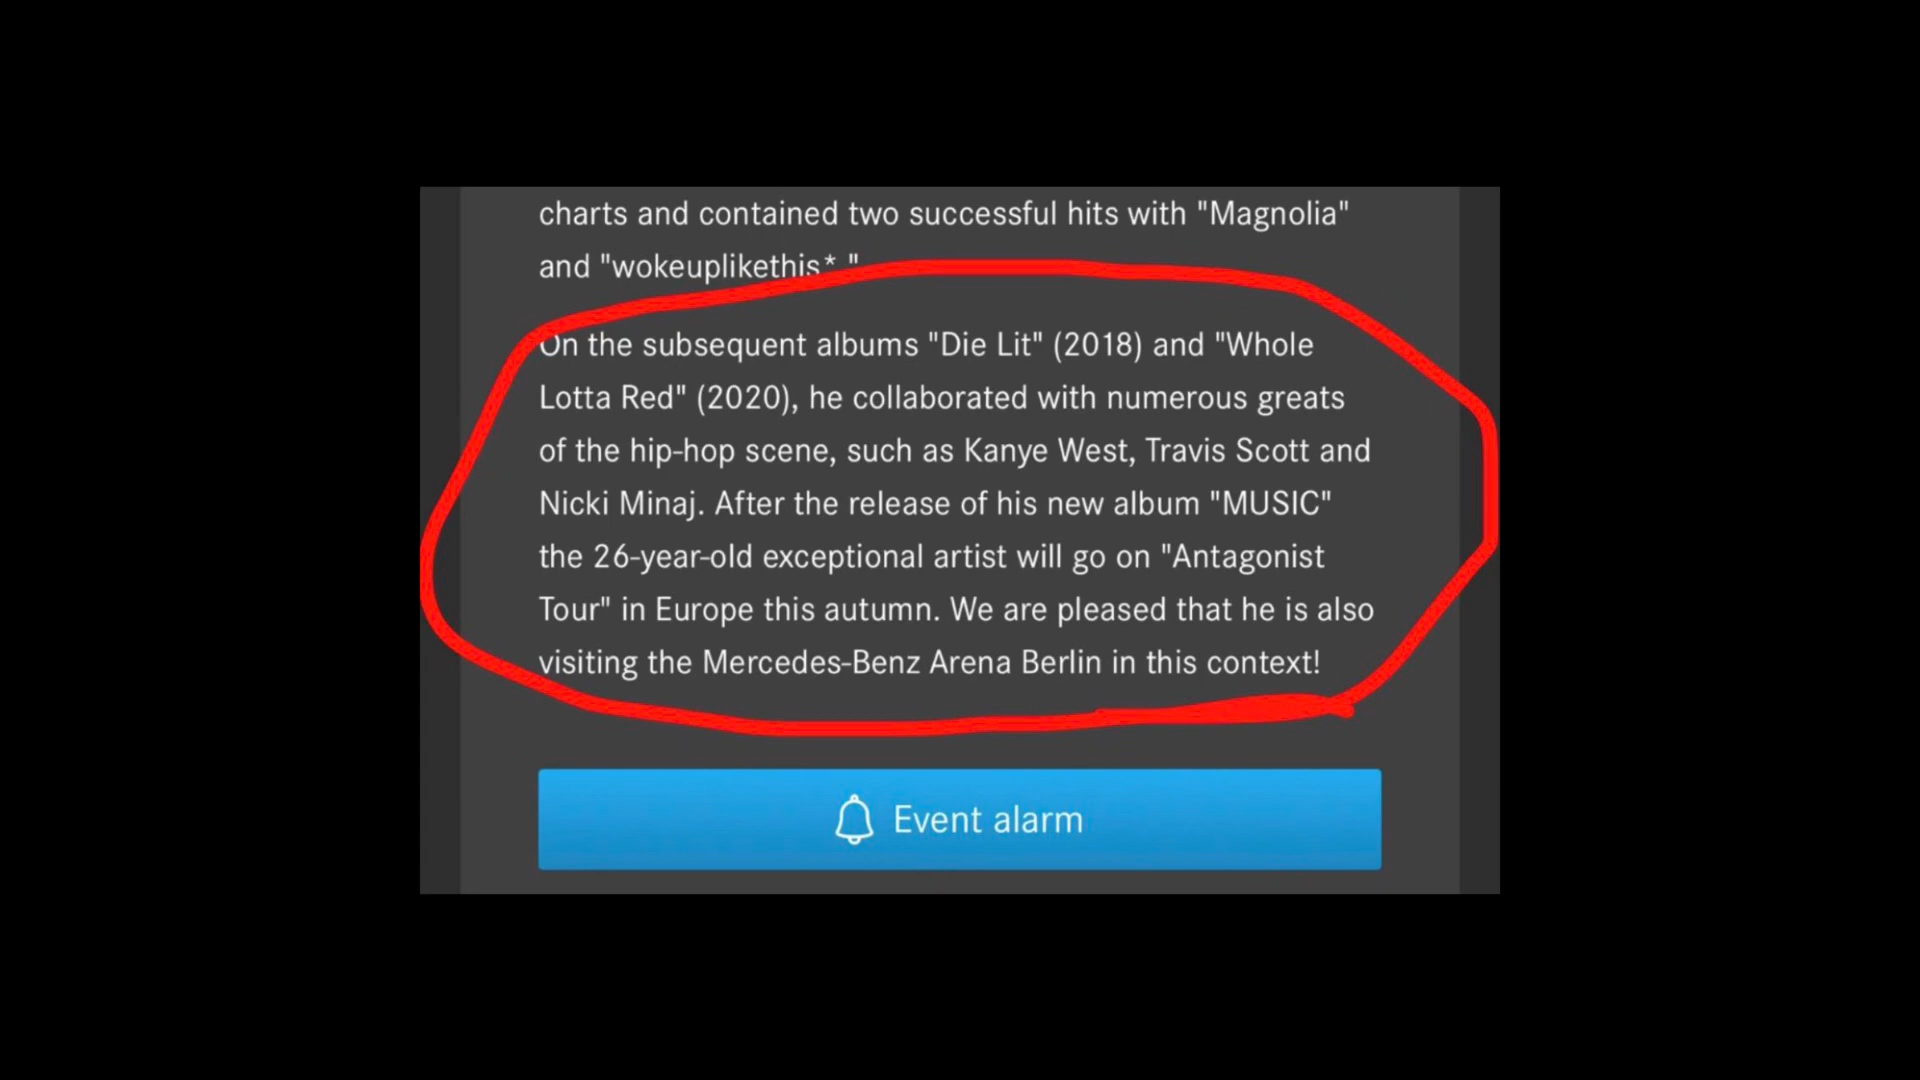 charts and contained two successful hits with "Magnolia"
and "wokeuplikethis* "
On the subsequent albums "Die Lit" (2018) and "Whole
Lotta Red" (2020), he collaborated with numerous greats
of the hip-hop scene, such as Kanye West, Travis Scott and
Nicki Minaj. After the release of his new album "MUSIC"
the 26-year-old exceptional artist will go on "Antagonist
Tour" in Europe this autumn. We are pleased that he is also
visiting the Mercedes-Benz Arena Berlin in this context!
Event alarm